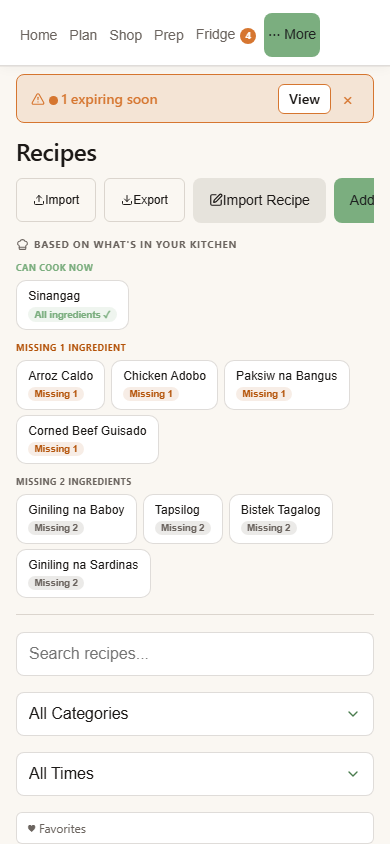 Home Plan Shop Prep Fridge 4 ··· More
1 expiring soon View ×
Recipes
Import Export Import Recipe Add
BASED ON WHAT'S IN YOUR KITCHEN
CAN COOK NOW
Sinangag
All ingredients ✓
MISSING 1 INGREDIENT
Arroz Caldo Chicken Adobo Paksiw na Bangus
Missing 1 Missing 1 Missing 1
Corned Beef Guisado
Missing 1
MISSING 2 INGREDIENTS
Giniling na Baboy Tapsilog Bistek Tagalog
Missing 2 Missing 2 Missing 2
Giniling na Sardinas
Missing 2
Search recipes...
All Categories
All Times
♥ Favorites